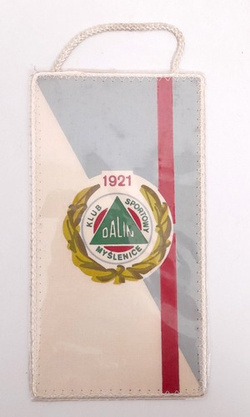 1921
KLUB SPORTOWY
DALIN
MYŚLENICE